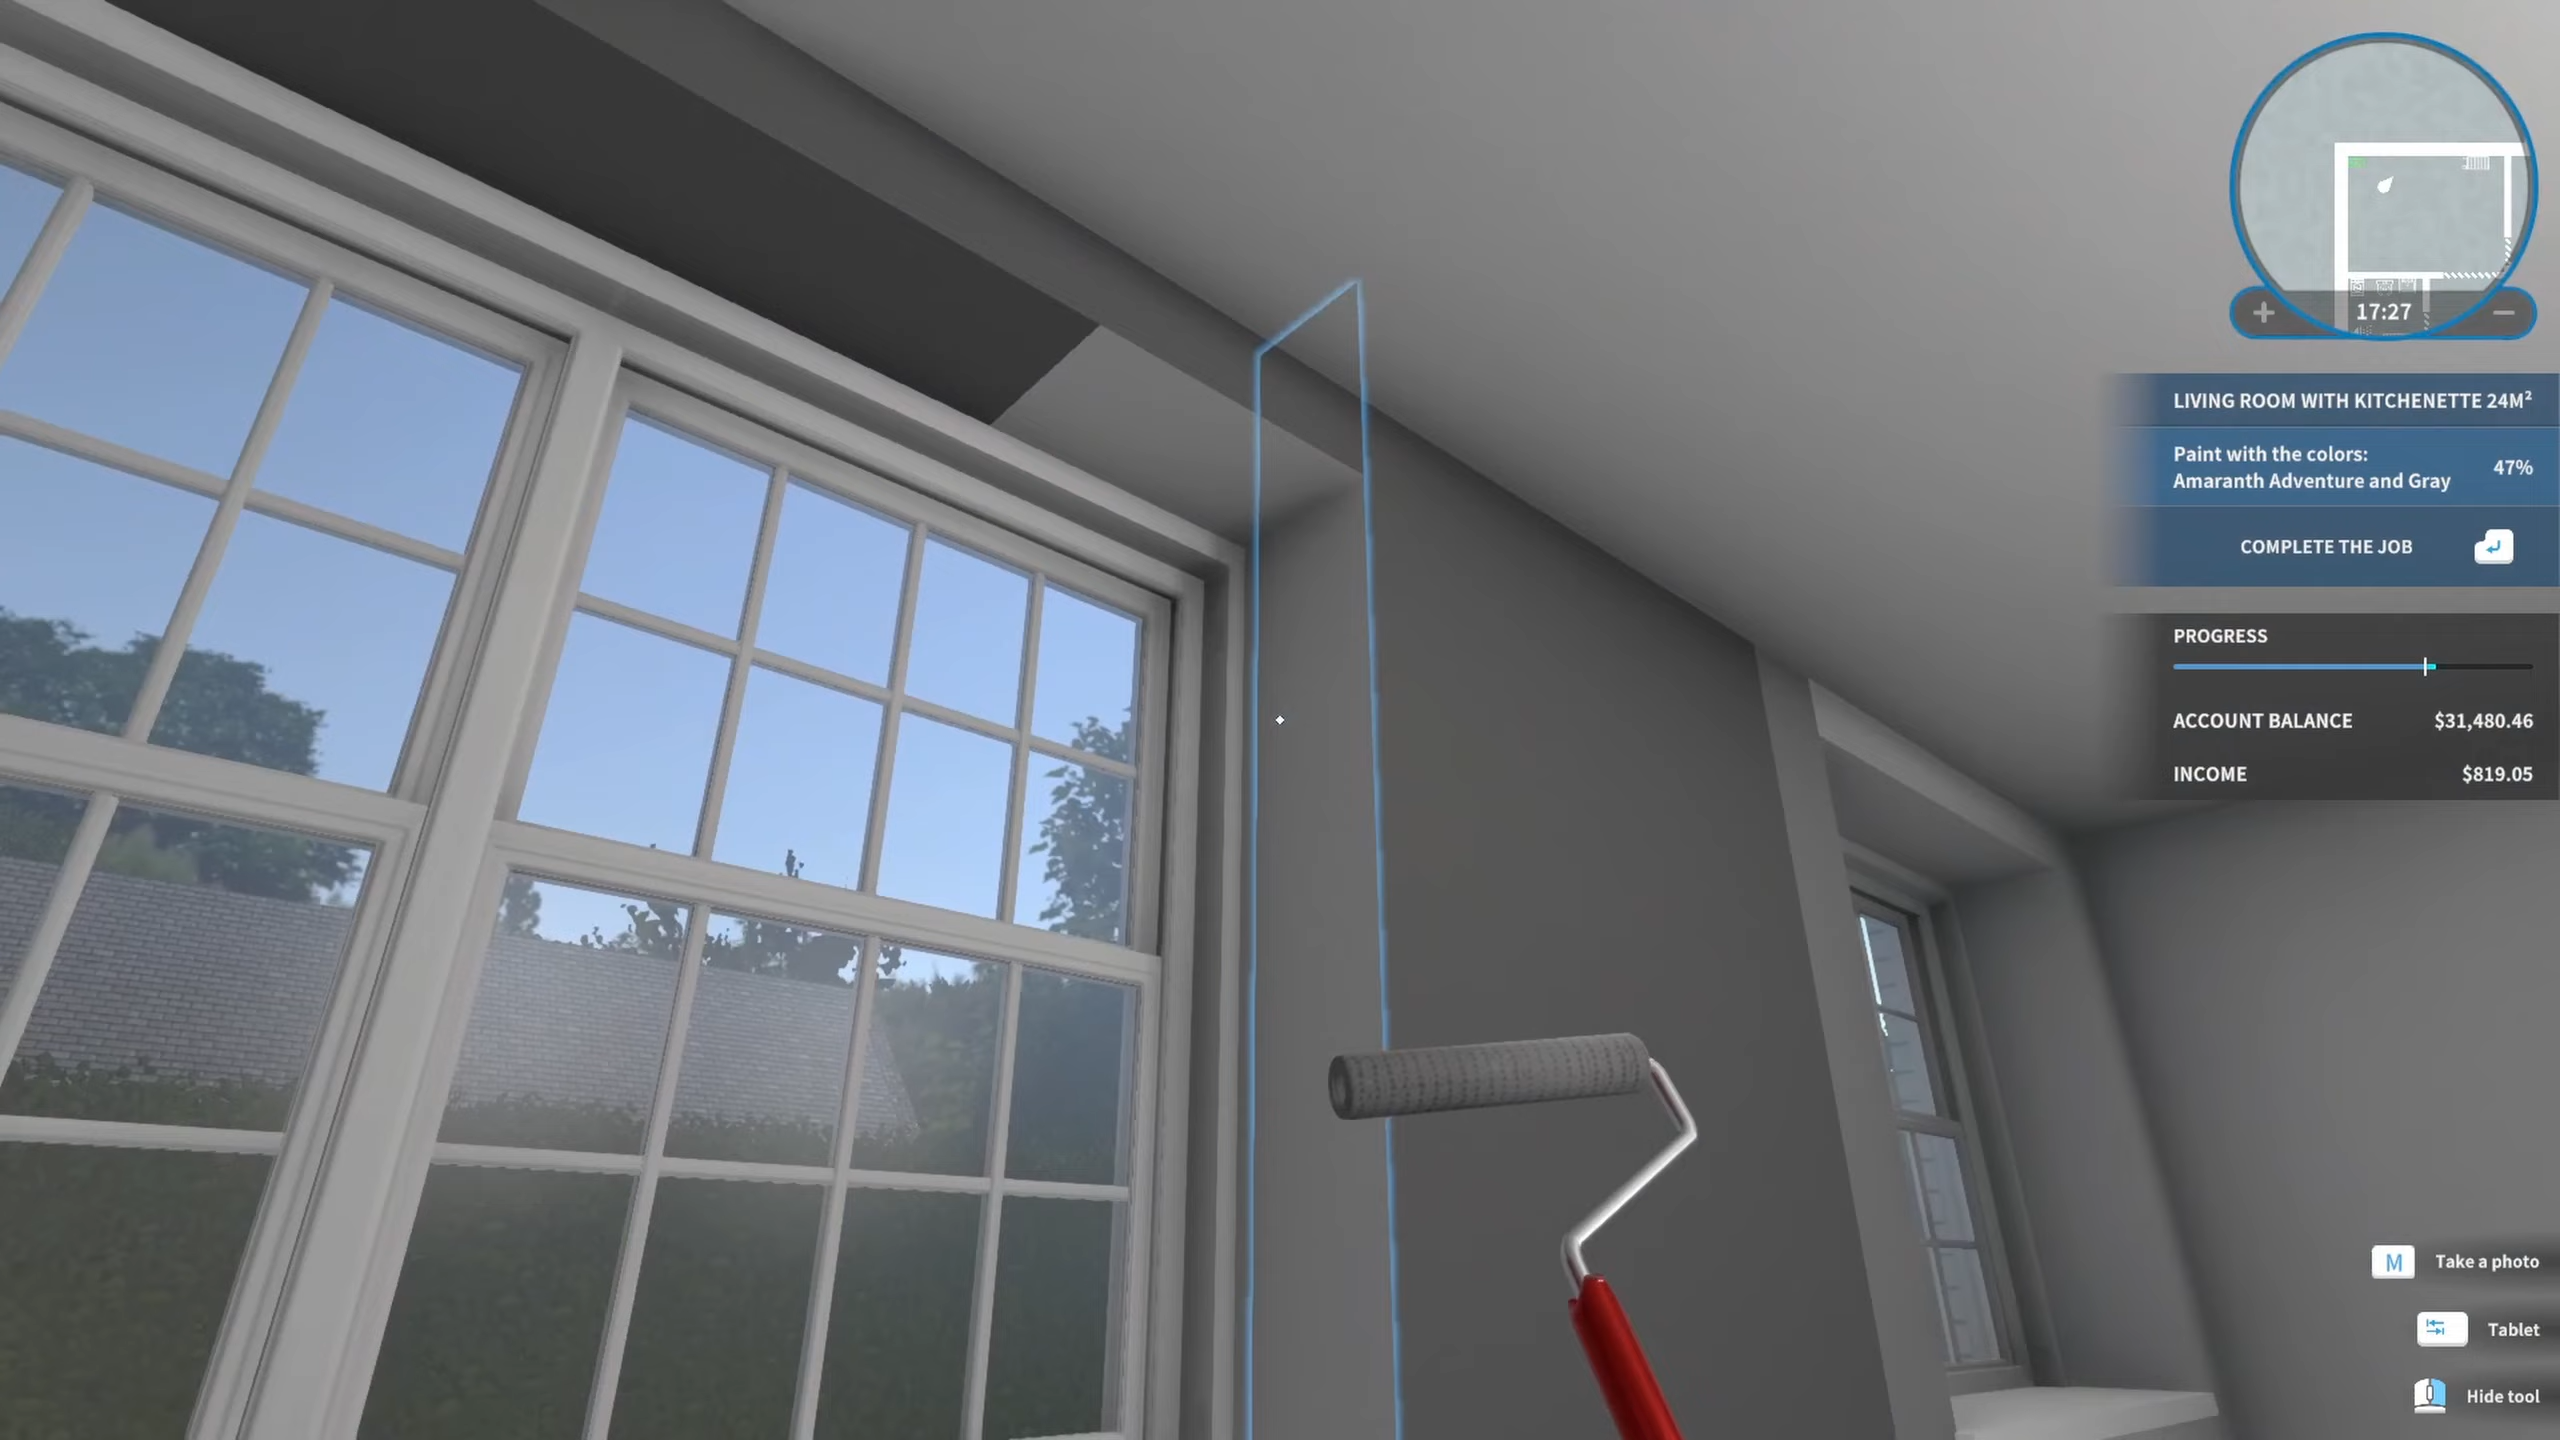 17:27
LIVING ROOM WITH KITCHENETTE 24M²
Paint with the colors:
Amaranth Adventure and Gray
47%
COMPLETE THE JOB
PROGRESS
ACCOUNT BALANCE $31,480.46
INCOME $819.05
M Take a photo
Tablet
Hide tool